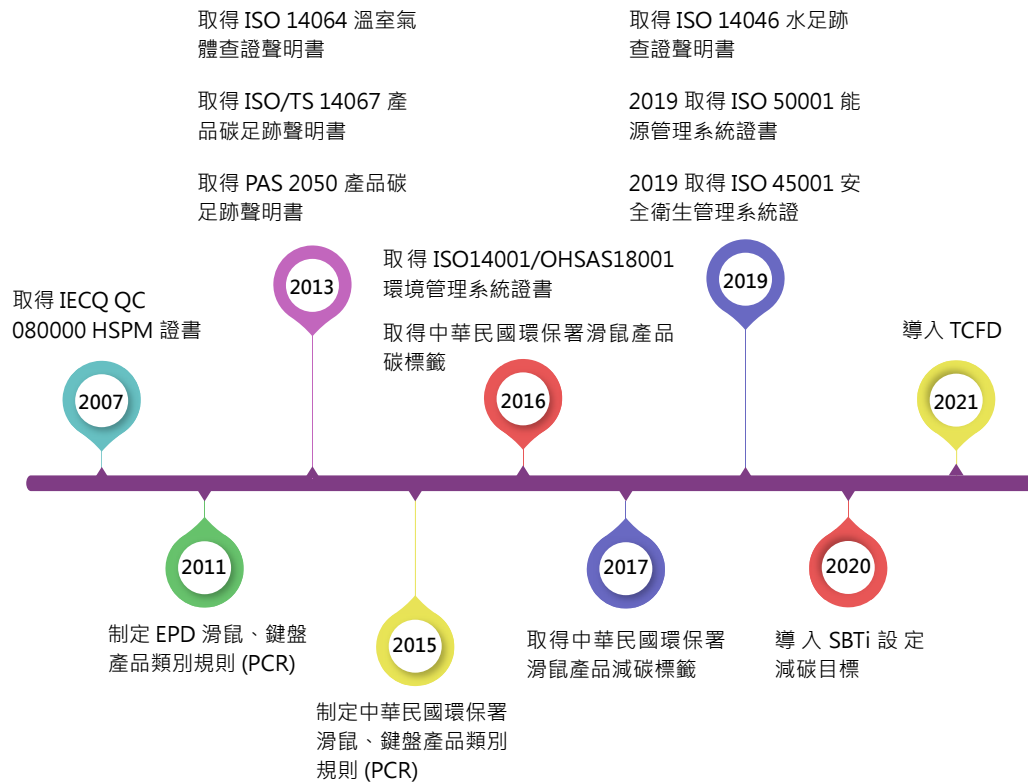 取得 ISO 14064 溫室氣
體查證聲明書
取得 ISO/TS 14067 產
品碳足跡聲明書
取得 PAS 2050 產品碳
足跡聲明書
取得 ISO 14046 水足跡
查證聲明書
2019 取得 ISO 50001 能
源管理系統證書
2019 取得 ISO 45001 安
全衛生管理系統證
2013
取得 ISO14001/OHSAS18001
環境管理系統證書
2019
取得 IECQ QC
080000 HSPM 證書
取得中華民國環保署滑鼠產品
碳標籤
導入 TCFD
2007
2016
2021
2011
2017
2020
制定 EPD 滑鼠、鍵盤
產品類別規則 (PCR)
2015
取得中華民國環保署
滑鼠產品減碳標籤
導入 SBTi 設定
減碳目標
制定中華民國環保署
滑鼠、鍵盤產品類別
規則 (PCR)